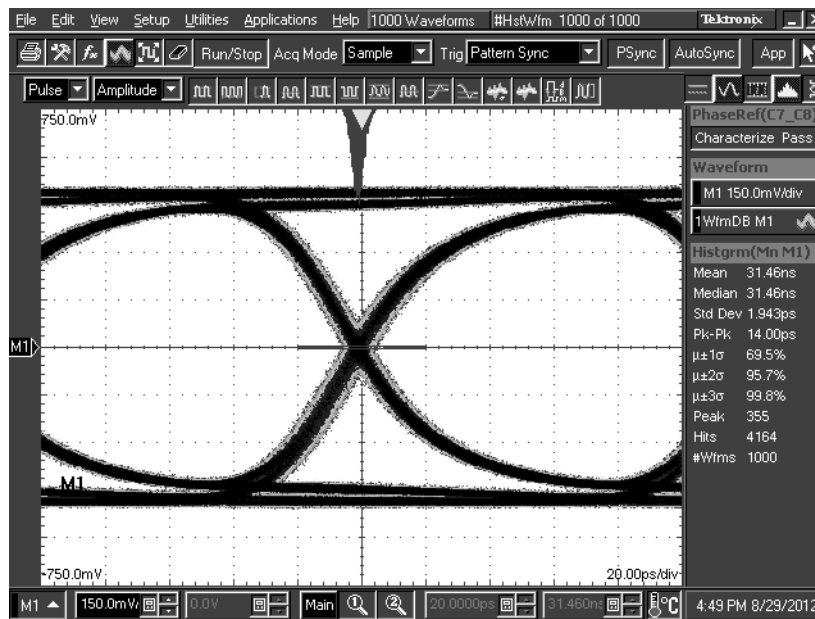 File Edit View Setup Utilities Applications Help 1000 Waveforms #HstWfm 1000 of 1000 Tektronix
Run/Stop Acq Mode Sample Trig Pattern Sync PSync AutoSync App
Pulse Amplitude
750.0mV
PhaseRef(C7_C8)
Characterize Pass
Waveform
M1 150.0mV/div
1WfmDB M1
Histgrm(Mn M1)
Mean 31.46ns
Median 31.46ns
Std Dev 1.943ps
Pk-Pk 14.00ps
µ±1σ 69.5%
µ±2σ 95.7%
µ±3σ 99.8%
Peak 355
Hits 4164
#Wfms 1000
M1
M1
-750.0mV 20.00ps/div
M1 150.0mV 0.0V Main 1 2 20.0000ps 31.460ns °C 4:49 PM 8/29/2012